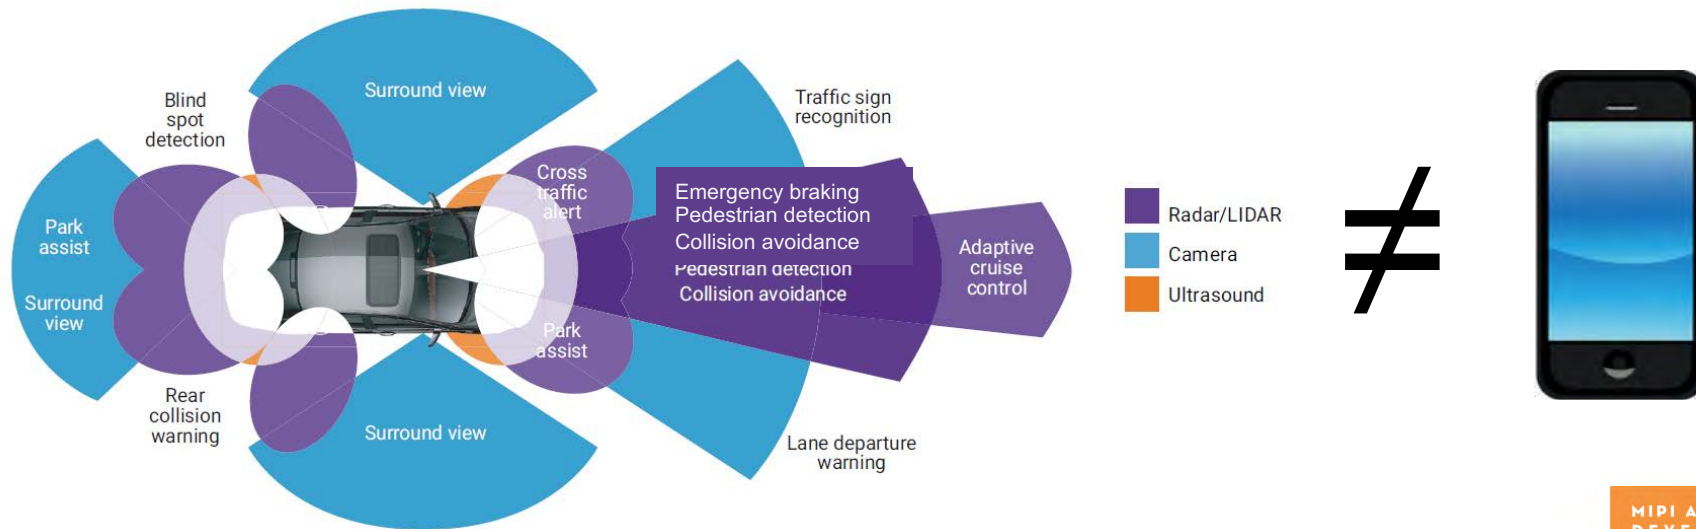 Surround view
Blind
spot
detection
Traffic sign
recognition
Cross
traffic
alert
Emergency braking
Pedestrian detection
Collision avoidance
Pedestrian detection
Collision avoidance
Park
assist
Surround
view
Adaptive
cruise
control
Radar/LIDAR
Camera
Ultrasound
≠
Park
assist
Rear
collision
warning
Surround view
Lane departure
warning
MIPI A